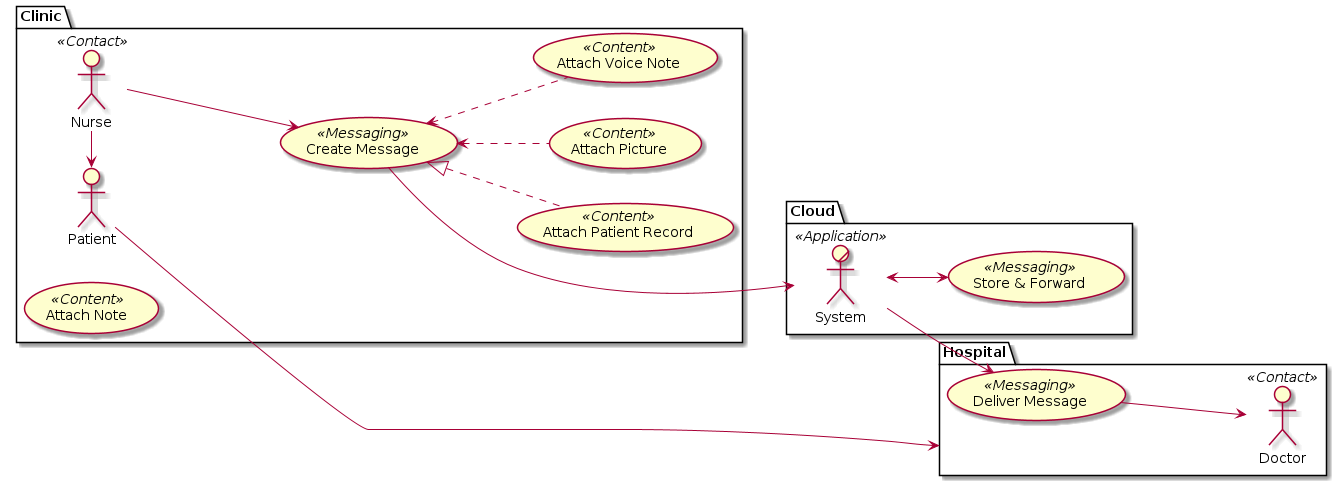 Clinic
«Contact»
Nurse
Patient
«Content»
Attach Note
«Messaging»
Create Message
«Content»
Attach Voice Note
«Content»
Attach Picture
«Content»
Attach Patient Record
Cloud
«Application»
System
«Messaging»
Store & Forward
Hospital
«Messaging»
Deliver Message
«Contact»
Doctor